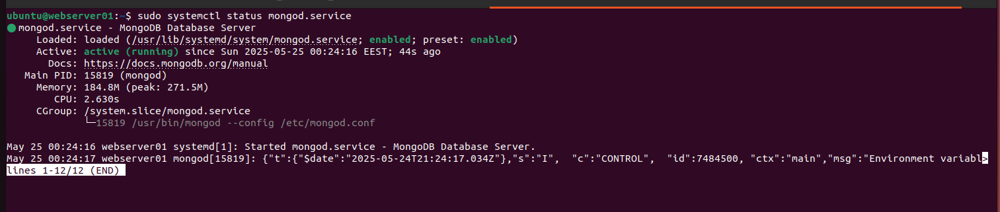 ubuntu@webserver01:~$ sudo systemctl status mongod.service
● mongod.service - MongoDB Database Server
     Loaded: loaded (/usr/lib/systemd/system/mongod.service; enabled; preset: enabled)
     Active: active (running) since Sun 2025-05-25 00:24:16 EEST; 44s ago
       Docs: https://docs.mongodb.org/manual
   Main PID: 15819 (mongod)
     Memory: 184.8M (peak: 271.5M)
        CPU: 2.630s
     CGroup: /system.slice/mongod.service
             └─15819 /usr/bin/mongod --config /etc/mongod.conf

May 25 00:24:16 webserver01 systemd[1]: Started mongod.service - MongoDB Database Server.
May 25 00:24:17 webserver01 mongod[15819]: {"t":{"$date":"2025-05-24T21:24:17.034Z"},"s":"I",  "c":"CONTROL",  "id":7484500, "ctx":"main","msg":"Environment variabl>
lines 1-12/12 (END)